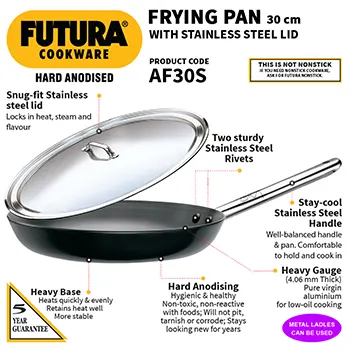 FUTURA®
COOKWARE
HARD ANODISED
FRYING PAN 30 cm
WITH STAINLESS STEEL LID
PRODUCT CODE
AF30S
THIS IS NOT NONSTICK
IF YOU NEED NONSTICK COOKWARE,
ASK FOR FUTURA NONSTICK.
Snug-fit Stainless
steel lid
Locks in heat, steam and
flavour
Two sturdy
Stainless Steel
Rivets
Stay-cool
Stainless Steel
Handle
Well-balanced handle
& pan. Comfortable
to hold and cook in
Heavy Gauge
(4.06 mm Thick)
Pure virgin
aluminium
for low-oil cooking
Heavy Base
Heats quickly & evenly
Retains heat well
More stable
Hard Anodising
Hygienic & healthy
Non-toxic, non-reactive
with foods; Will not pit,
tarnish or corrode; Stays
looking new for years
5
YEAR
GUARANTEE
METAL LADLES
CAN BE USED